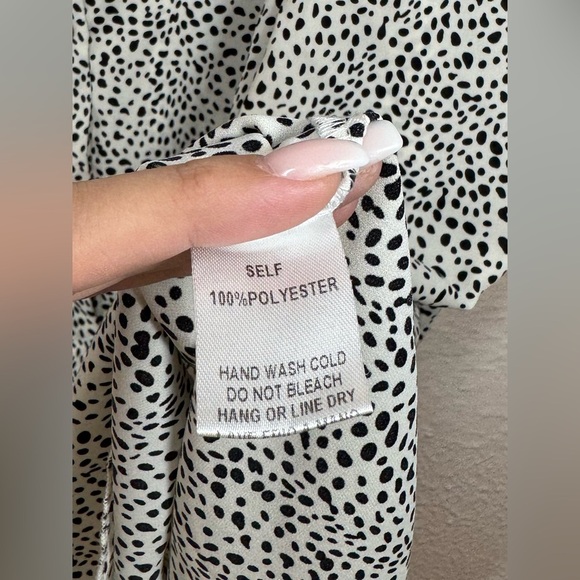 SELF
100%POLYESTER
HAND WASH COLD
DO NOT BLEACH
HANG OR LINE DRY